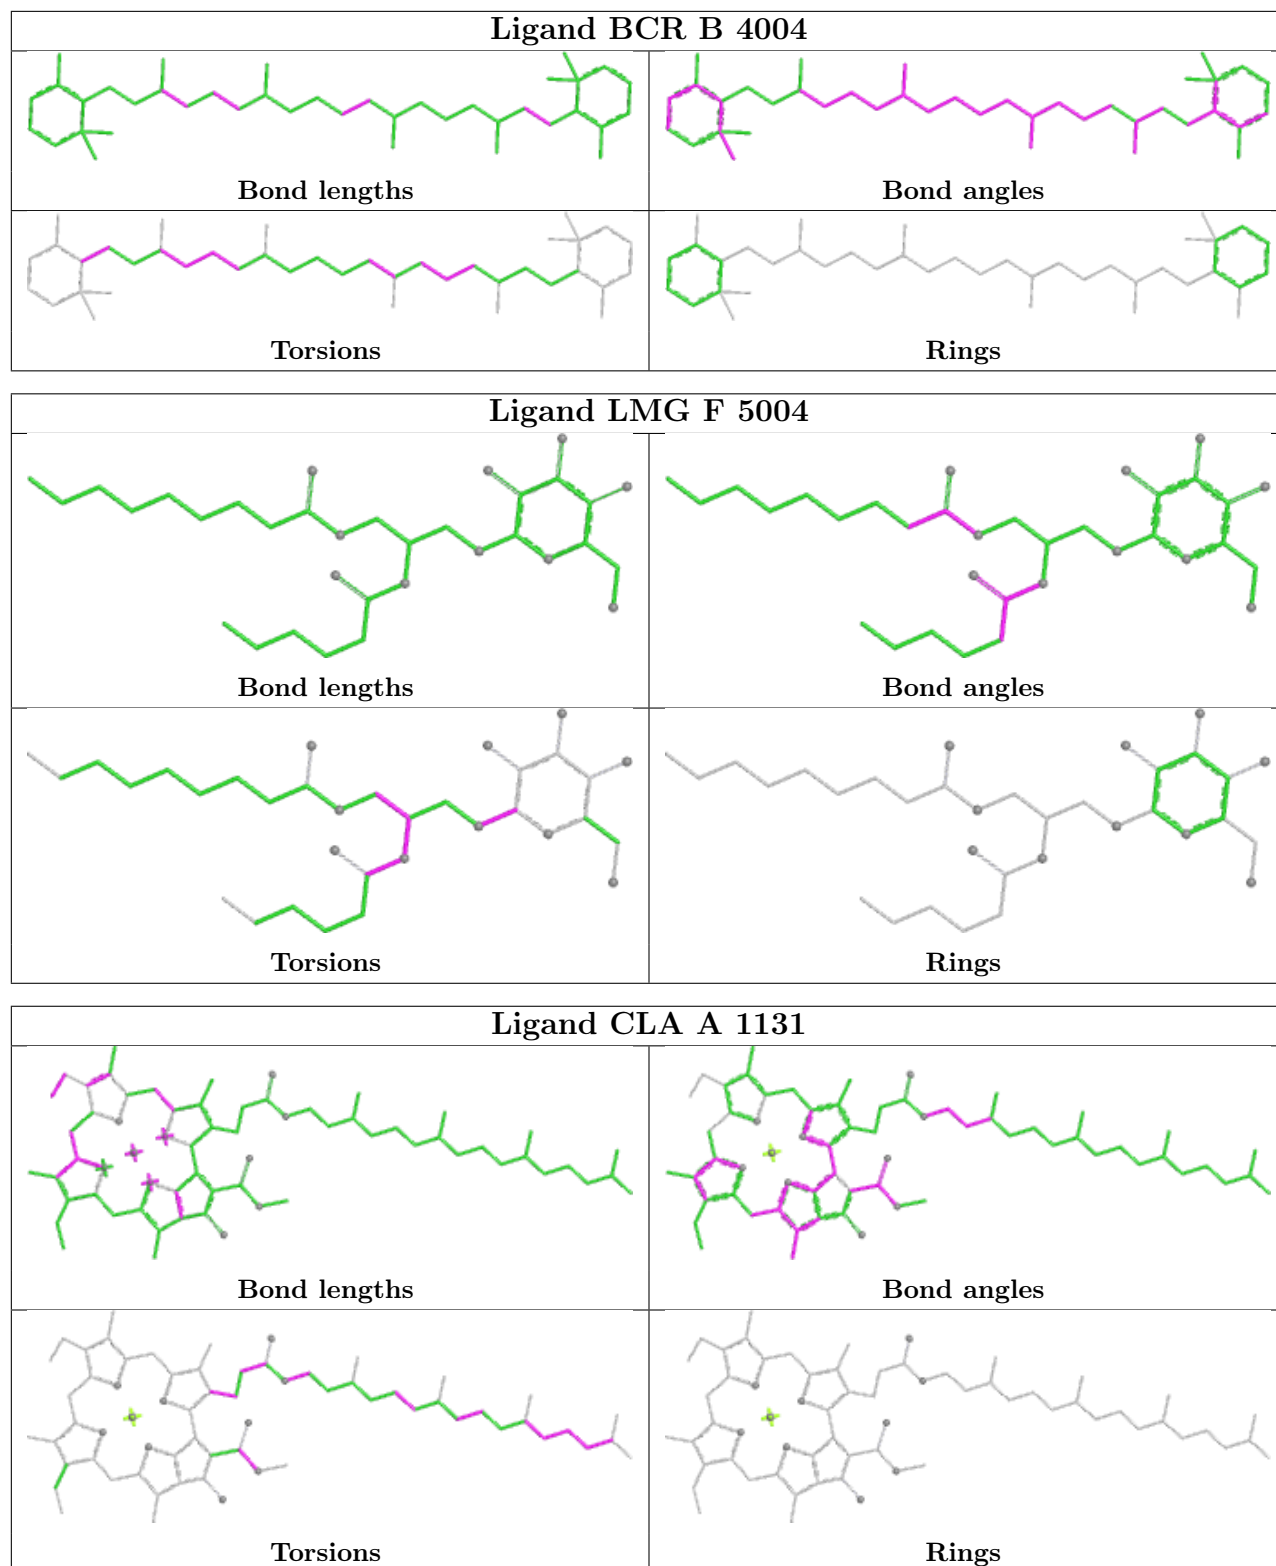 Ligand BCR B 4004
Bond lengths
Bond angles
Torsions
Rings
Ligand LMG F 5004
Bond lengths
Bond angles
Torsions
Rings
Ligand CLA A 1131
Bond lengths
Bond angles
Torsions
Rings